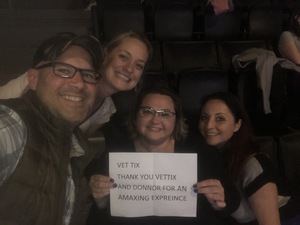 VET TIX
THANK YOU VETTIX
AND DONNOR FOR AN
AMAXING EXPREINCE